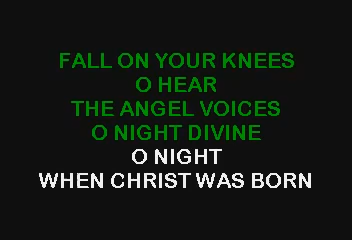 FALL ON YOUR KNEES
O HEAR
THE ANGEL VOICES
O NIGHT DIVINE
O NIGHT
WHEN CHRIST WAS BORN